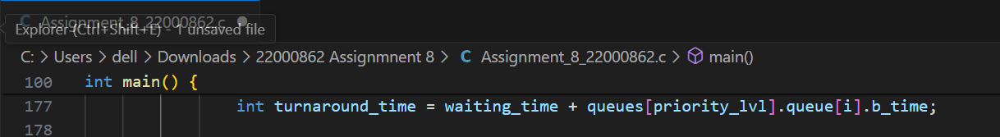 Assignment_8_22000862.c
Explorer (Ctrl+Shift+E) - 1 unsaved file
C: > Users > dell > Downloads > 22000862 Assignmnent 8 > C Assignment_8_22000862.c > main()
100 int main() {
177 int turnaround_time = waiting_time + queues[priority_lvl].queue[i].b_time;
178